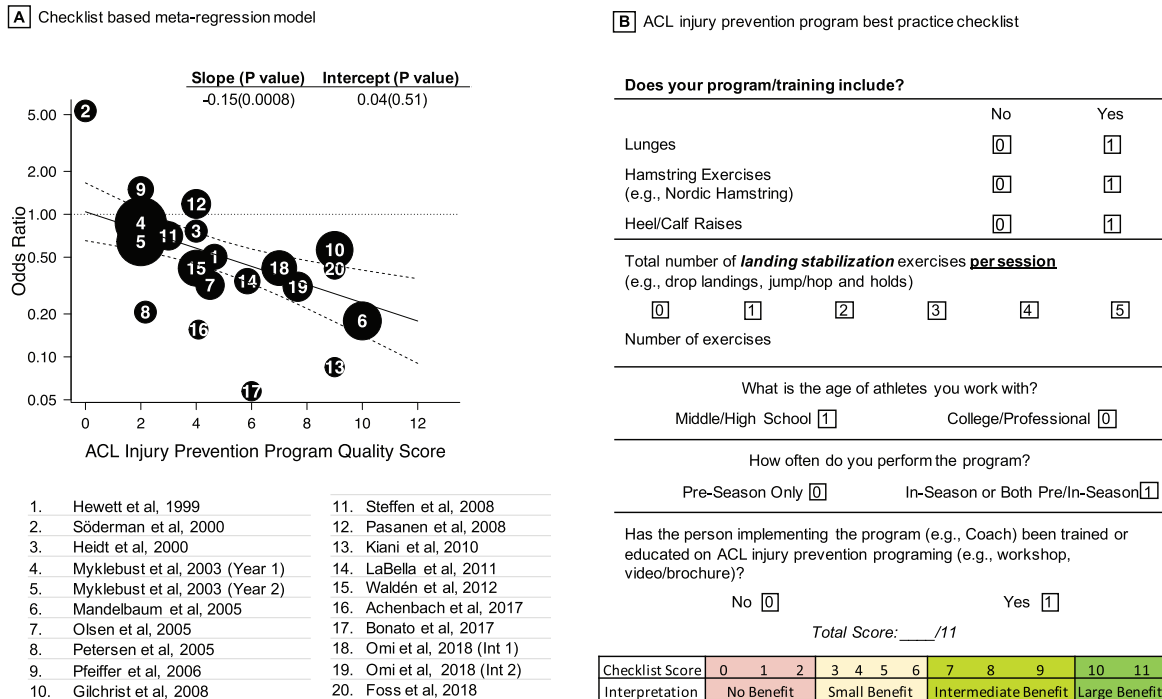 A Checklist based meta-regression model
Slope (P value) Intercept (P value)
-0.15(0.0008) 0.04(0.51)
Odds Ratio
5.00
2.00
1.00
0.50
0.20
0.10
0.05
2
9
12
4
3
11
5
1
10
15
18
20
7
14
19
8
16
6
13
17
0 2 4 6 8 10 12
ACL Injury Prevention Program Quality Score
1. Hewett et al, 1999
2. Söderman et al, 2000
3. Heidt et al, 2000
4. Myklebust et al, 2003 (Year 1)
5. Myklebust et al, 2003 (Year 2)
6. Mandelbaum et al, 2005
7. Olsen et al, 2005
8. Petersen et al, 2005
9. Pfeiffer et al, 2006
10. Gilchrist et al, 2008
11. Steffen et al, 2008
12. Pasanen et al, 2008
13. Kiani et al, 2010
14. LaBella et al, 2011
15. Waldén et al, 2012
16. Achenbach et al, 2017
17. Bonato et al, 2017
18. Omi et al, 2018 (Int 1)
19. Omi et al, 2018 (Int 2)
20. Foss et al, 2018
B ACL injury prevention program best practice checklist
Does your program/training include?
No Yes
Lunges 0 1
Hamstring Exercises
(e.g., Nordic Hamstring) 0 1
Heel/Calf Raises 0 1
Total number of landing stabilization exercises per session
(e.g., drop landings, jump/hop and holds)
0 1 2 3 4 5
Number of exercises
What is the age of athletes you work with?
Middle/High School 1 College/Professional 0
How often do you perform the program?
Pre-Season Only 0 In-Season or Both Pre/In-Season 1
Has the person implementing the program (e.g., Coach) been trained or
educated on ACL injury prevention programing (e.g., workshop,
video/brochure)?
No 0 Yes 1
Total Score:____/11
Checklist Score 0 1 2 3 4 5 6 7 8 9 10 11
Interpretation No Benefit Small Benefit Intermediate Benefit Large Benefit